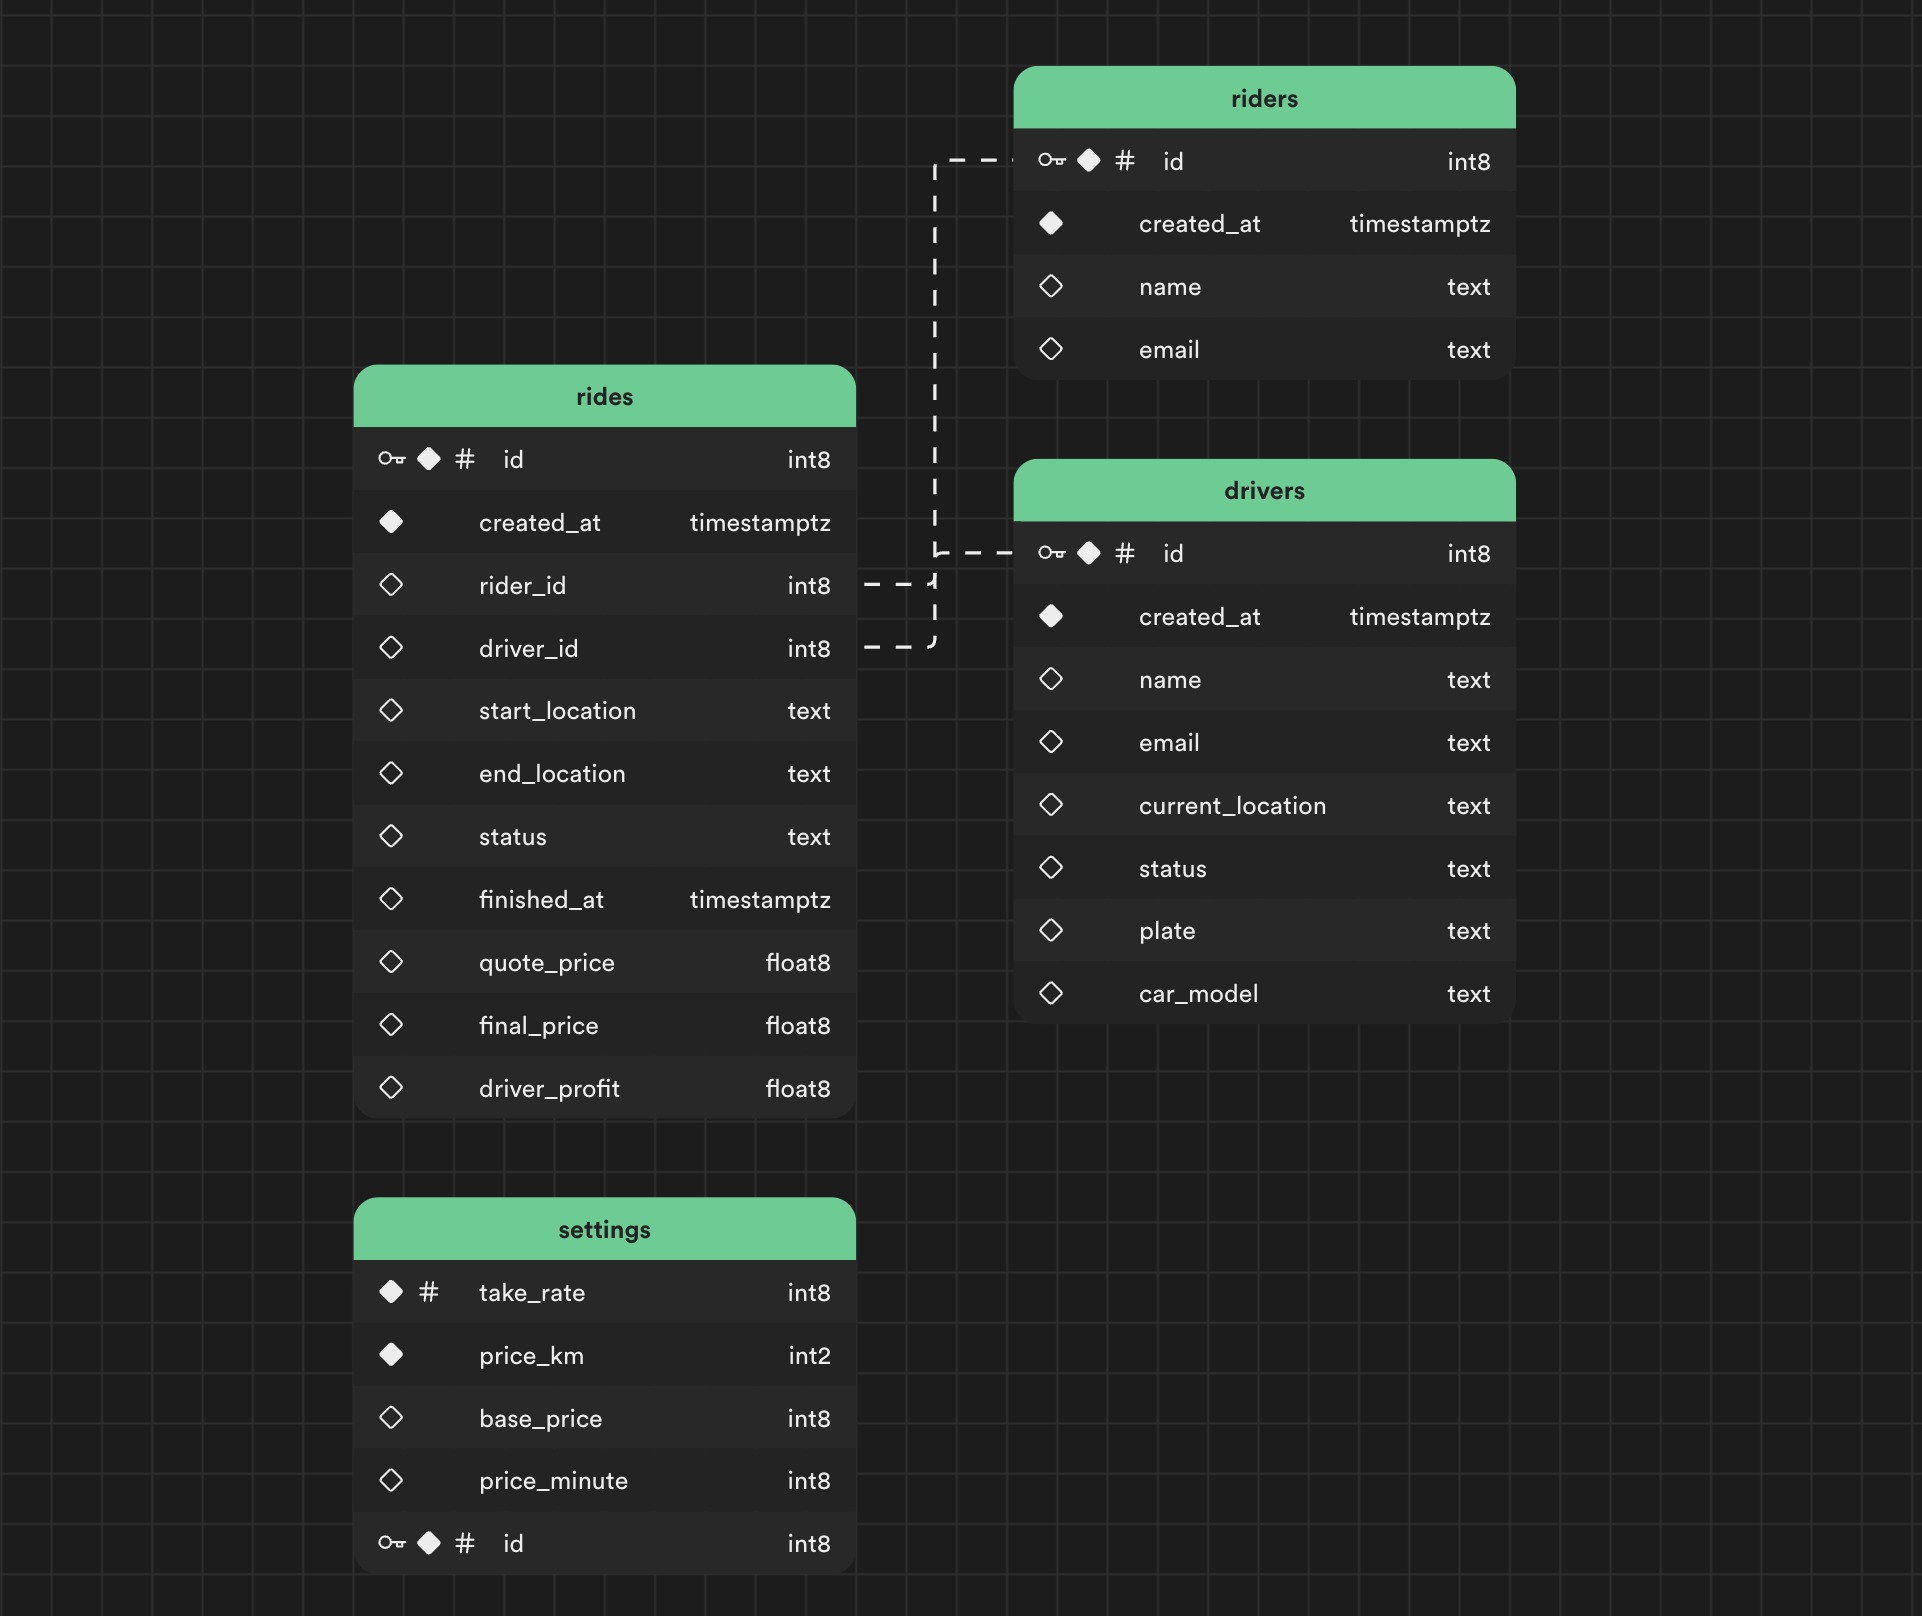 riders
# id int8
created_at timestamptz
name text
email text
rides
# id int8
created_at timestamptz
rider_id int8
driver_id int8
start_location text
end_location text
status text
finished_at timestamptz
quote_price float8
final_price float8
driver_profit float8
drivers
# id int8
created_at timestamptz
name text
email text
current_location text
status text
plate text
car_model text
settings
# take_rate int8
price_km int2
base_price int8
price_minute int8
# id int8